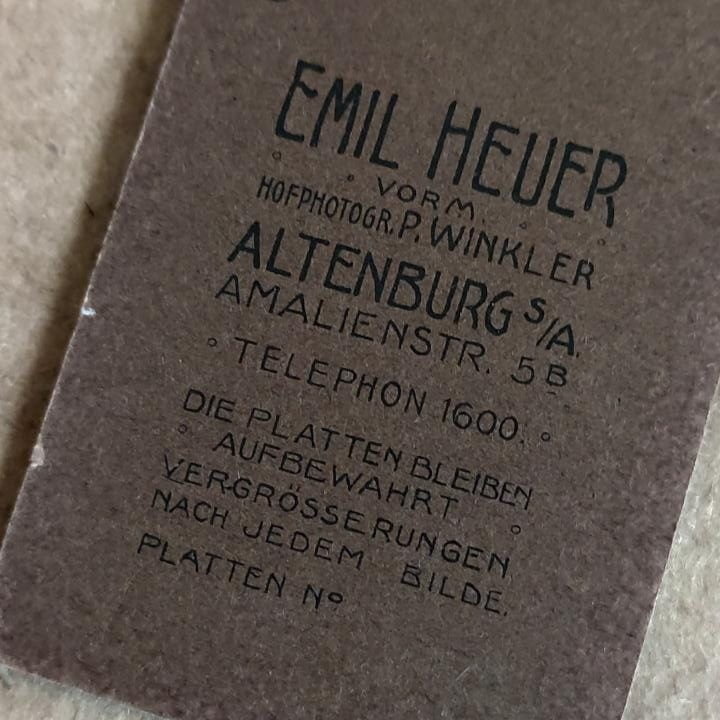 EMIL HEUER
VORM.
HOFPHOTOGR. P. WINKLER
ALTENBURG S/A.
AMALIENSTR. 5B
TELEPHON 1600.
DIE PLATTEN BLEIBEN
AUFBEWAHRT
VERGRÖSSERUNGEN
NACH JEDEM BILDE.
PLATTEN Nº